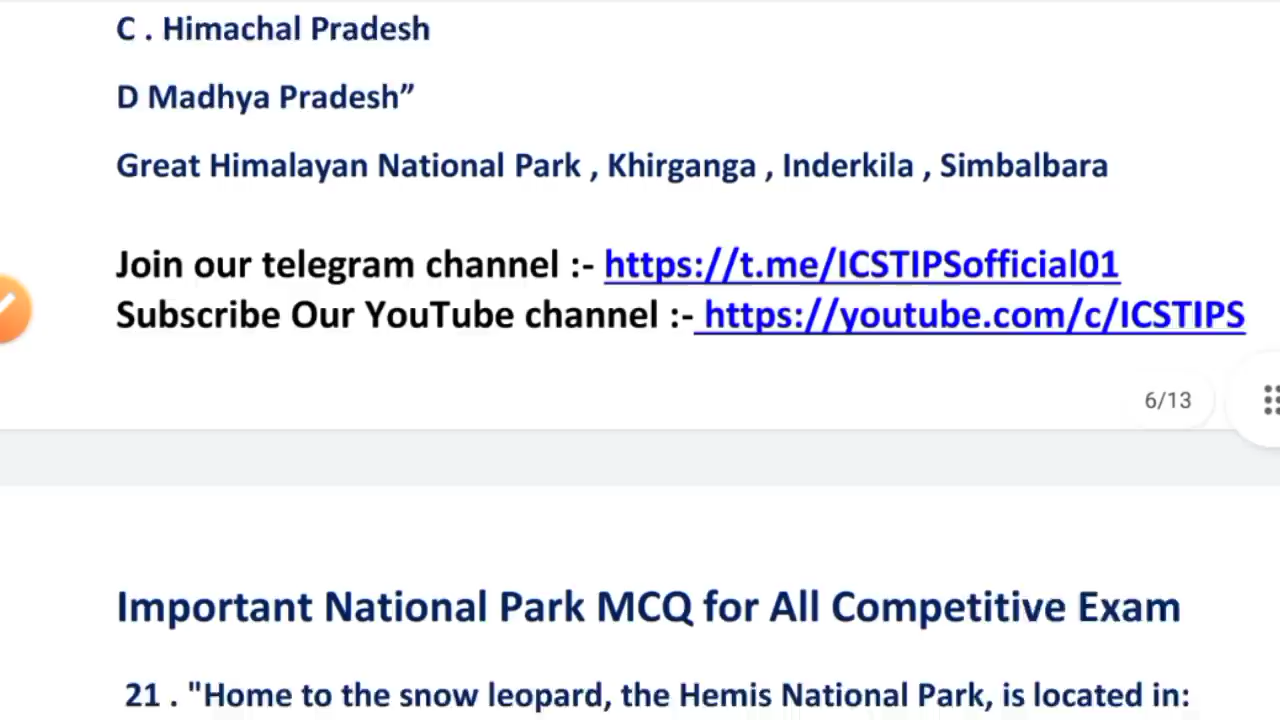 C . Himachal Pradesh
D Madhya Pradesh”
Great Himalayan National Park , Khirganga , Inderkila , Simbalbara
Join our telegram channel :- https://t.me/ICSTIPSofficial01
Subscribe Our YouTube channel :- https://youtube.com/c/ICSTIPS
6/13
Important National Park MCQ for All Competitive Exam
21 . "Home to the snow leopard, the Hemis National Park, is located in: